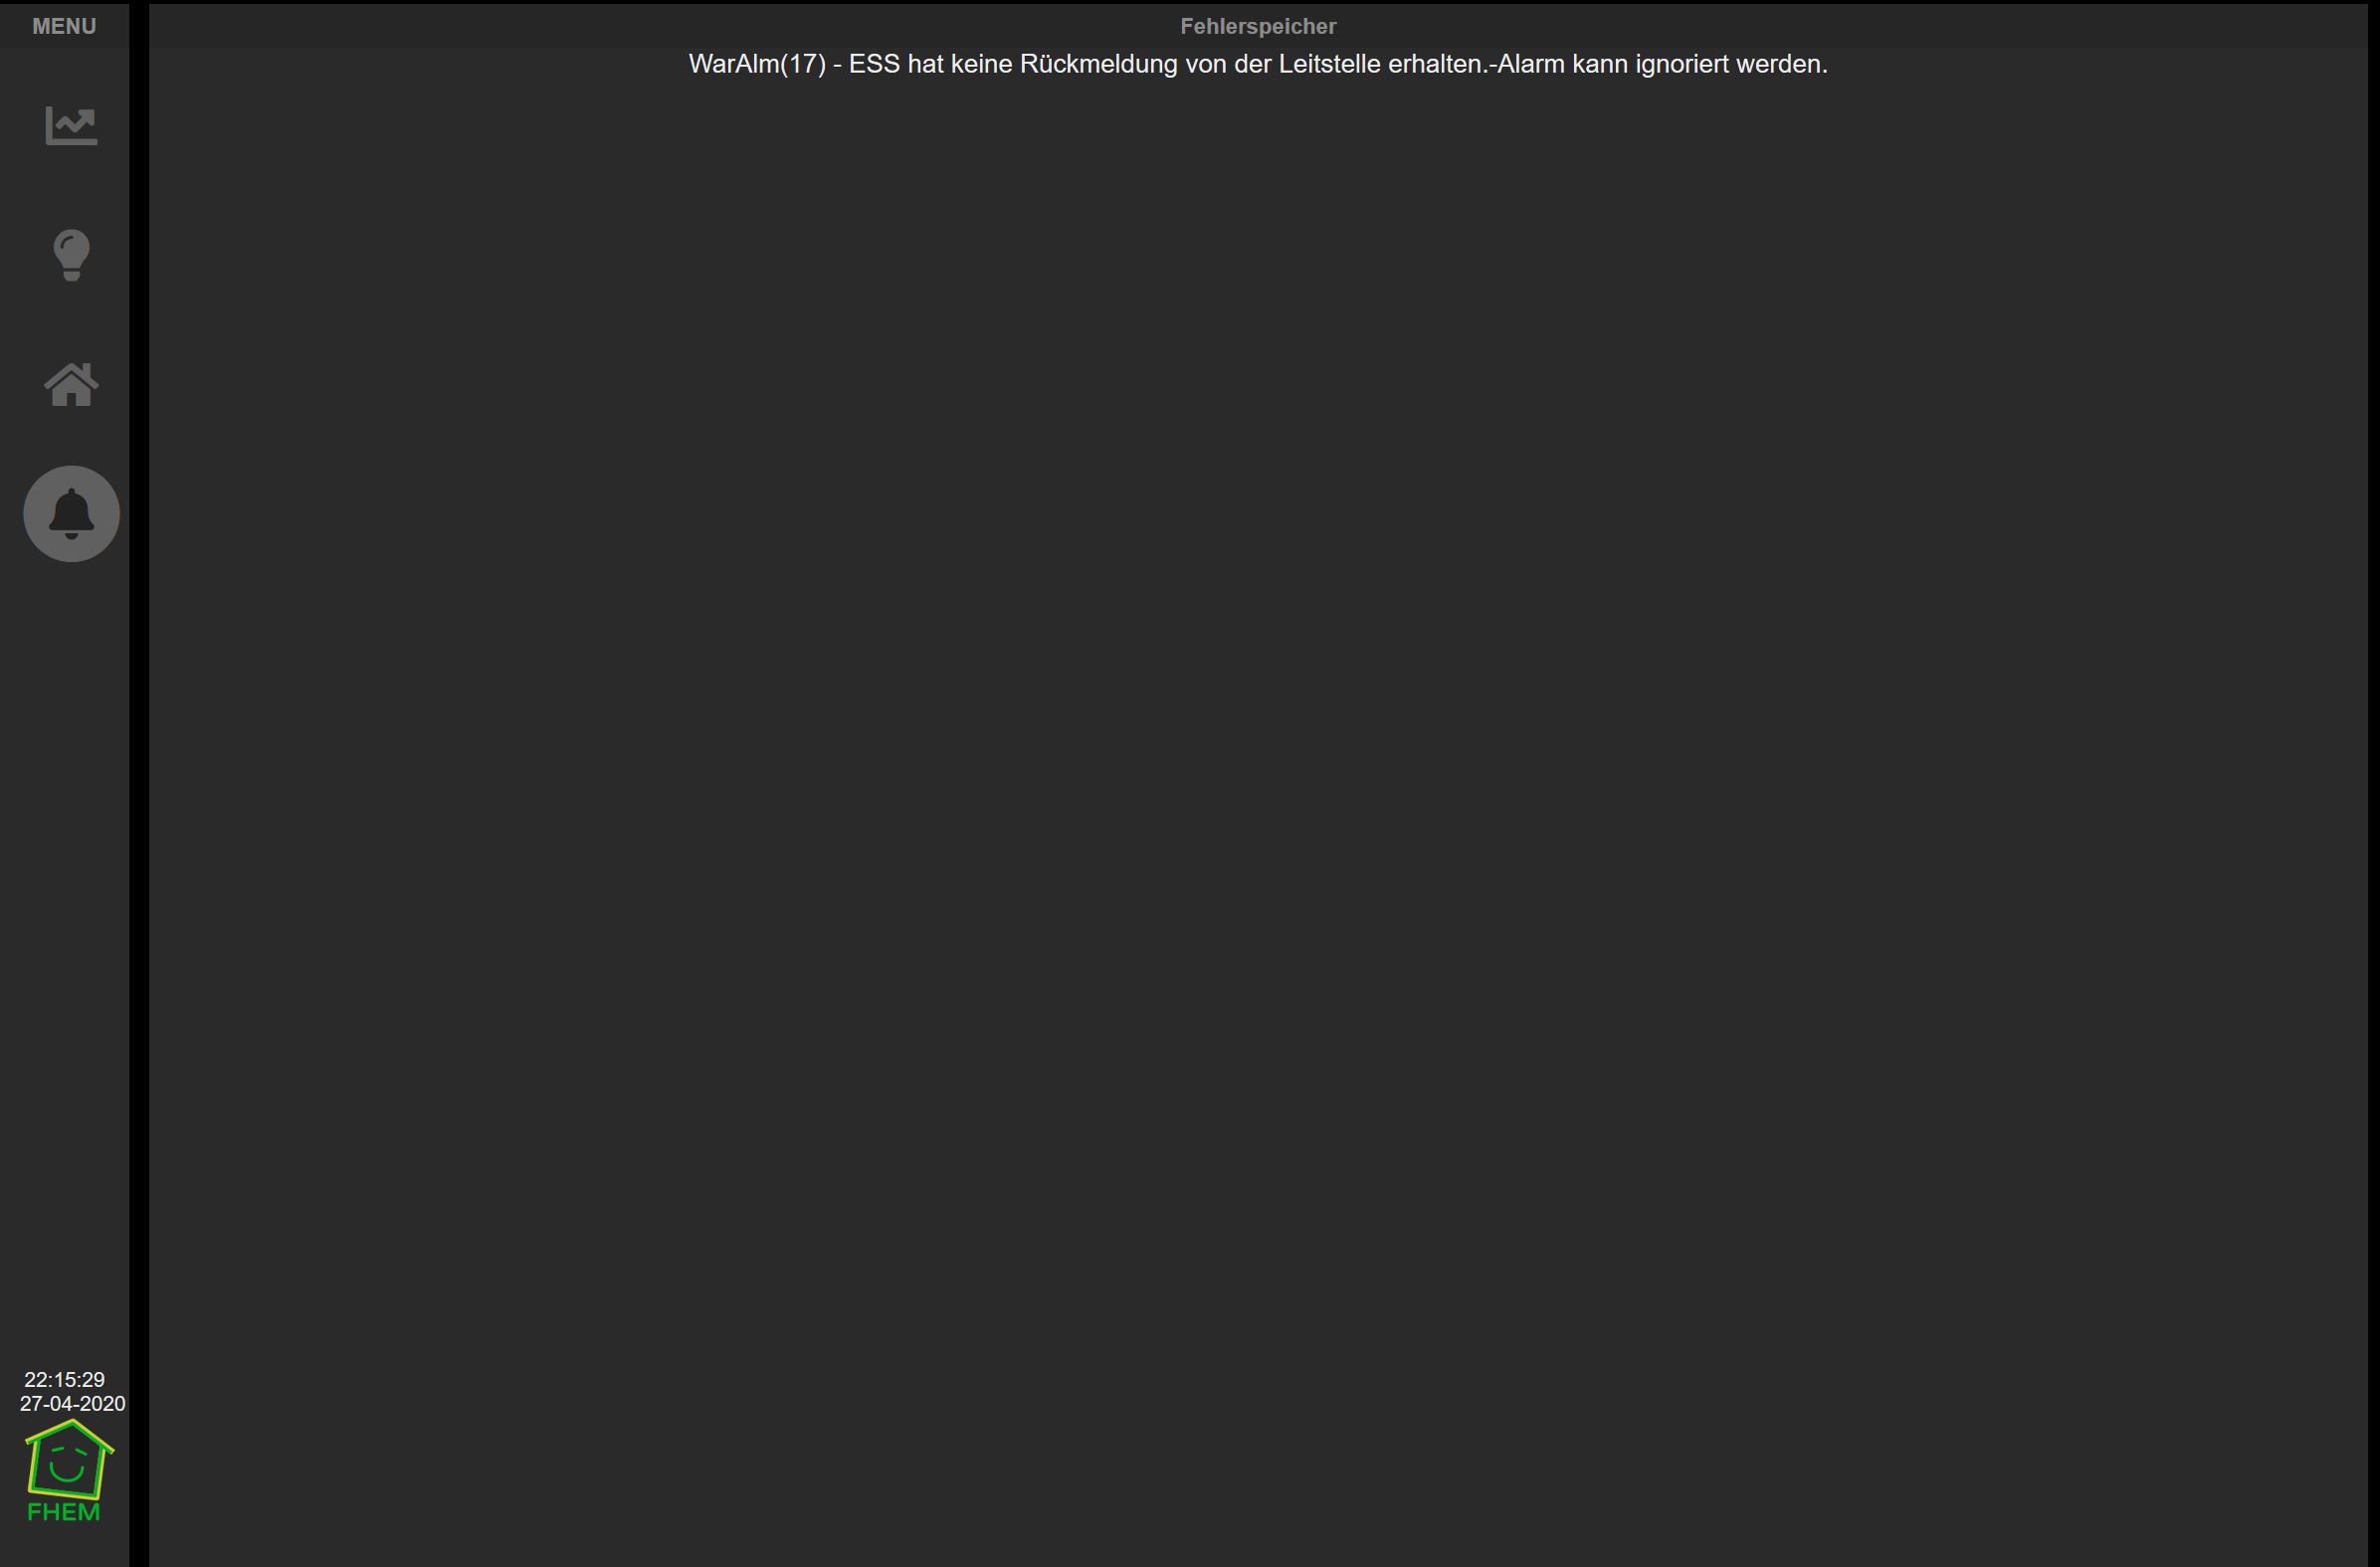 MENU
Fehlerspeicher
WarAlm(17) - ESS hat keine Rückmeldung von der Leitstelle erhalten.-Alarm kann ignoriert werden.
22:15:29
27-04-2020
FHEM